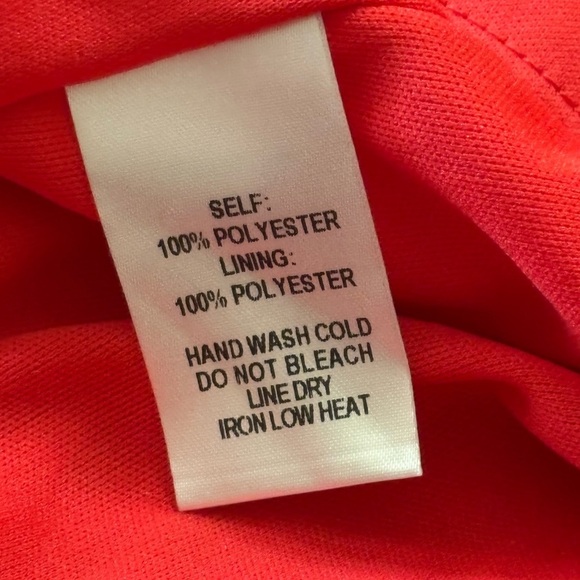 SELF:
100% POLYESTER
LINING:
100% POLYESTER
HAND WASH COLD
DO NOT BLEACH
LINE DRY
IRON LOW HEAT